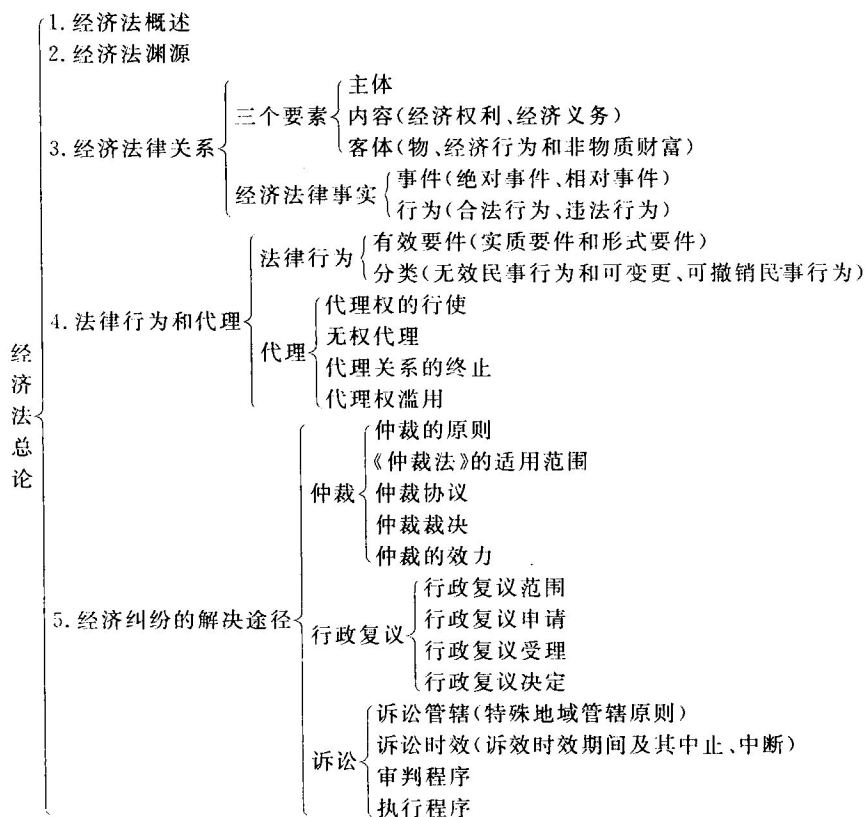 经济法总论
1.经济法概述
2.经济法渊源
3.经济法律关系
三个要素
主体
内容(经济权利、经济义务)
客体(物、经济行为和非物质财富)
经济法律事实
事件(绝对事件、相对事件)
行为(合法行为、违法行为)
4.法律行为和代理
法律行为
有效要件(实质要件和形式要件)
分类(无效民事行为和可变更、可撤销民事行为)
代理
代理权的行使
无权代理
代理关系的终止
代理权滥用
5.经济纠纷的解决途径
仲裁
仲裁的原则
《仲裁法》的适用范围
仲裁协议
仲裁裁决
仲裁的效力
行政复议
行政复议范围
行政复议申请
行政复议受理
行政复议决定
诉讼
诉讼管辖(特殊地域管辖原则)
诉讼时效(诉效时效期间及其中止、中断)
审判程序
执行程序